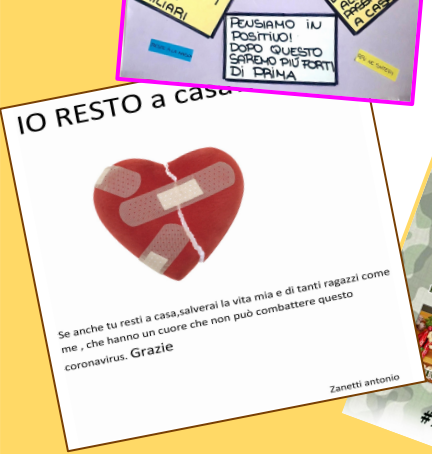 ILIARI
A CASA
PENSIAMO IN
POSITIVO!
DOPO QUESTO
SAREMO PIÙ FORTI
DI PRIMA
IO RESTO a casa
Se anche tu resti a casa,salverai la vita mia e di tanti ragazzi come
me , che hanno un cuore che non può combattere questo
coronavirus. Grazie
Zanetti antonio